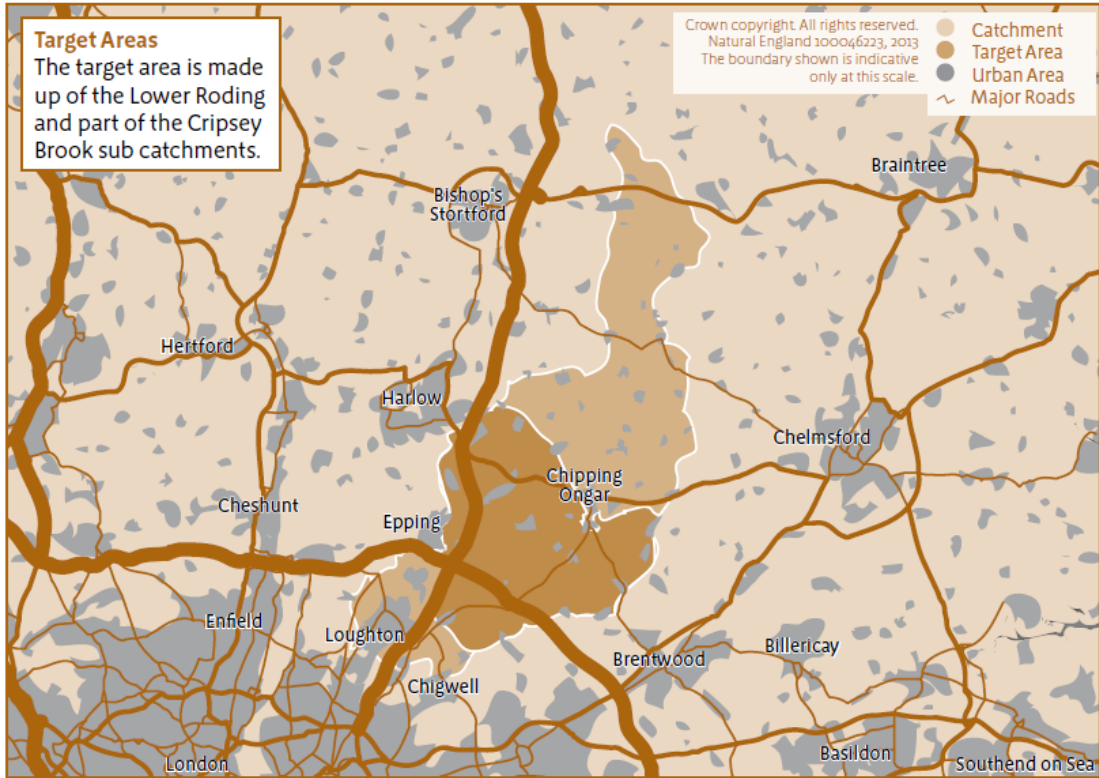 Target Areas
The target area is made
up of the Lower Roding
and part of the Cripsey
Brook sub catchments.
Crown copyright. All rights reserved.
Natural England 100046223, 2013
The boundary shown is indicative
only at this scale.
Catchment
Target Area
Urban Area
Major Roads
Braintree
Bishop's
Stortford
Hertford
Harlow
Chelmsford
Chipping
Ongar
Cheshunt
Epping
Enfield
Loughton
Billericay
Brentwood
Chigwell
Basildon
London
Southend on Sea